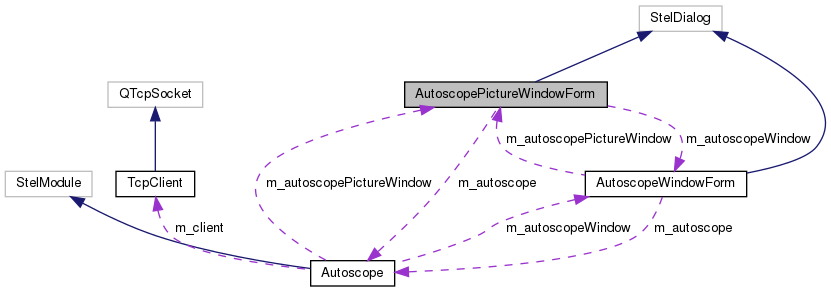 StelDialog
QTcpSocket
AutoscopePictureWindowForm
m_autoscopePictureWindow
m_autoscopeWindow
StelModule
TcpClient
m_autoscopePictureWindow
m_autoscope
AutoscopeWindowForm
m_client
m_autoscopeWindow
m_autoscope
Autoscope